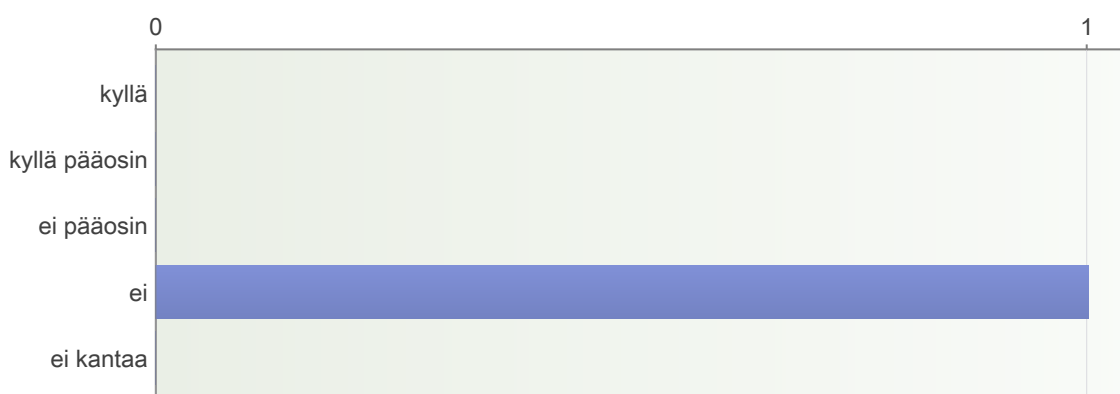 0 1
kyllä
kyllä pääosin
ei pääosin
ei
ei kantaa